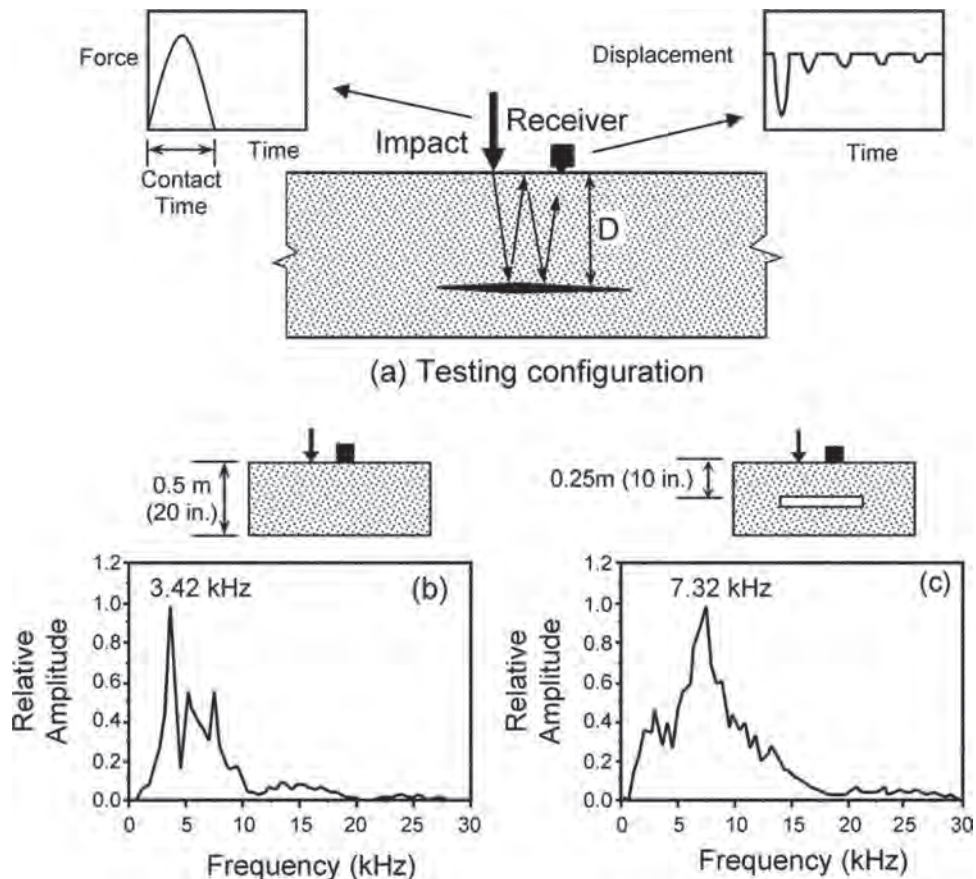 Force
Time
Contact
Time
Impact
Receiver
Displacement
Time
D
(a) Testing configuration
0.5 m
(20 in.)
0.25m (10 in.)
Relative
Amplitude
1.2
1.0
0.8
0.6
0.4
0.2
0.0
3.42 kHz
(b)
0 5 10 15 20 25 30
Frequency (kHz)
Relative
Amplitude
1.2
1.0
0.8
0.6
0.4
0.2
0.0
7.32 kHz
(c)
0 5 10 15 20 25 30
Frequency (kHz)